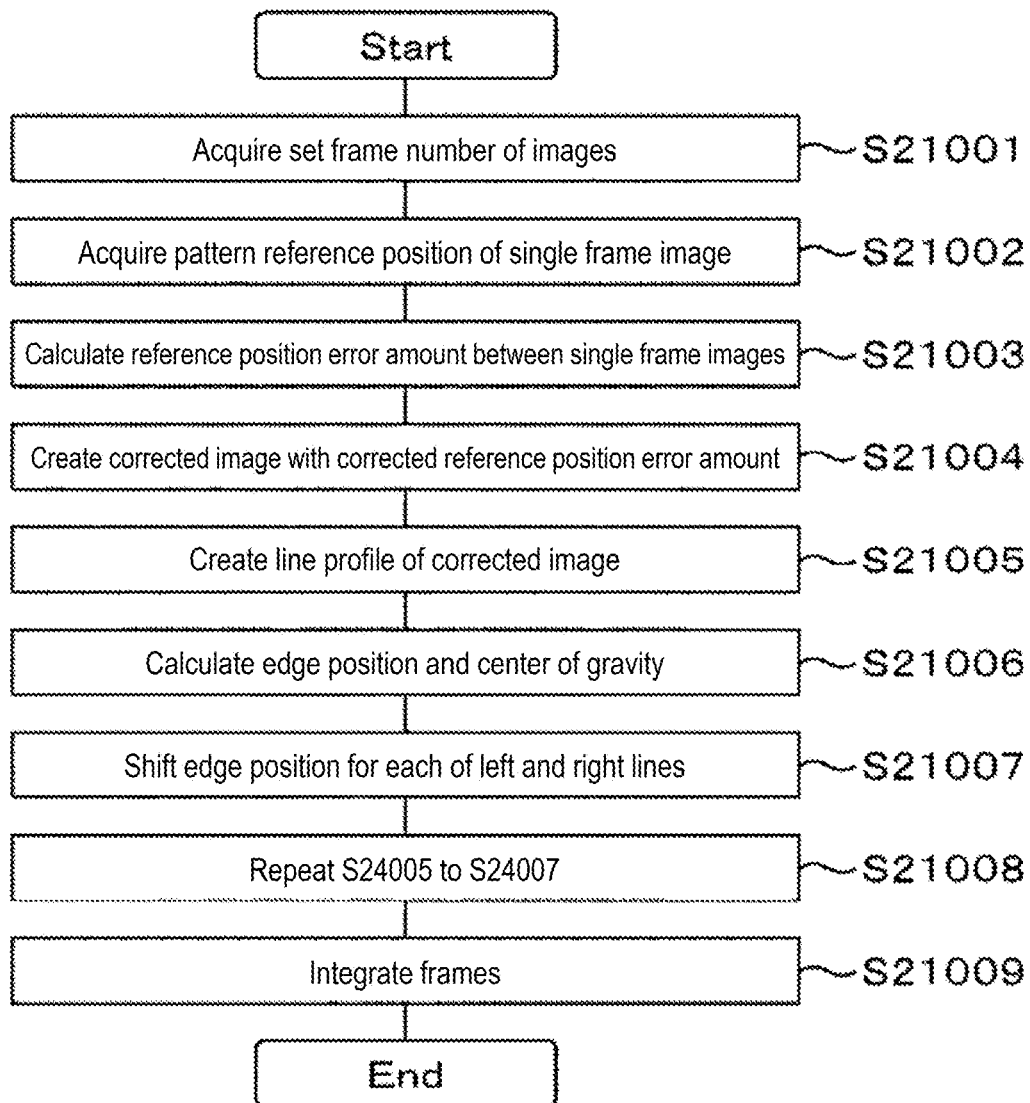 Start
Acquire set frame number of images S21001
Acquire pattern reference position of single frame image S21002
Calculate reference position error amount between single frame images S21003
Create corrected image with corrected reference position error amount S21004
Create line profile of corrected image S21005
Calculate edge position and center of gravity S21006
Shift edge position for each of left and right lines S21007
Repeat S24005 to S24007 S21008
Integrate frames S21009
End